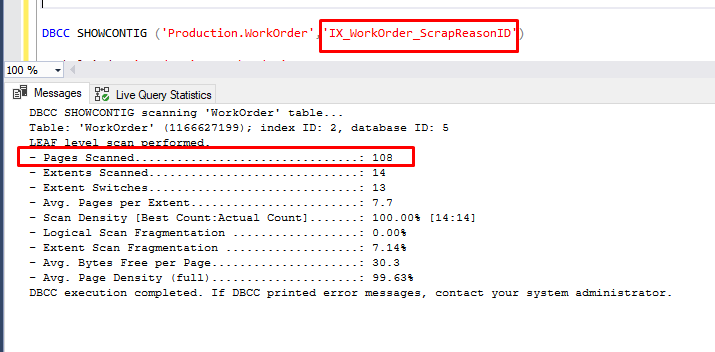 DBCC SHOWCONTIG ('Production.WorkOrder','IX_WorkOrder_ScrapReasonID')
100 %
Messages Live Query Statistics
DBCC SHOWCONTIG scanning 'WorkOrder' table...
Table: 'WorkOrder' (1166627199); index ID: 2, database ID: 5
LEAF level scan performed.
- Pages Scanned................................: 108
- Extents Scanned..............................: 14
- Extent Switches..............................: 13
- Avg. Pages per Extent........................: 7.7
- Scan Density [Best Count:Actual Count].......: 100.00% [14:14]
- Logical Scan Fragmentation ..................: 0.00%
- Extent Scan Fragmentation ...................: 7.14%
- Avg. Bytes Free per Page.....................: 30.3
- Avg. Page Density (full).....................: 99.63%
DBCC execution completed. If DBCC printed error messages, contact your system administrator.